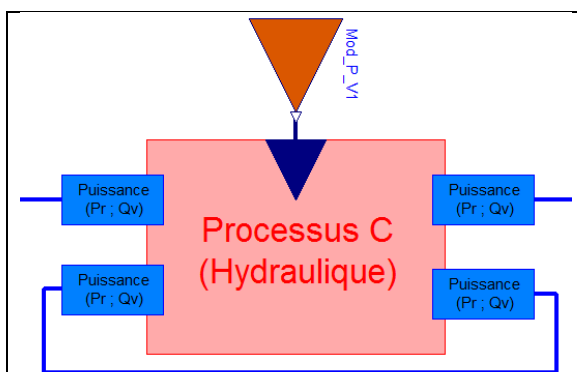 Mod_P_V1
Puissance
(Pr ; Qv)
Puissance
(Pr ; Qv)
Processus C
(Hydraulique)
Puissance
(Pr ; Qv)
Puissance
(Pr ; Qv)